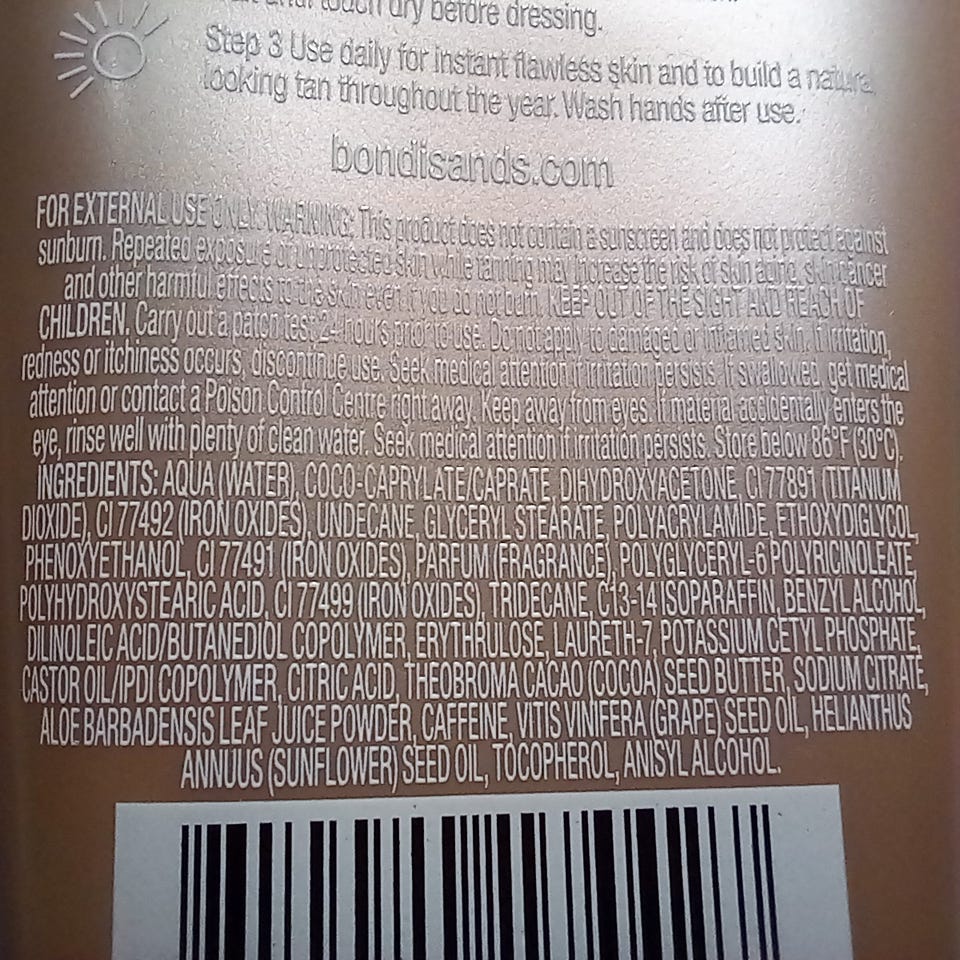 touch dry before dressing.
Step 3 Use daily for instant flawless skin and to build a natural
looking tan throughout the year. Wash hands after use.
bondisands.com
FOR EXTERNAL USE ONLY. WARNING: This product does not contain a sunscreen and does not protect against
sunburn. Repeated exposure of unprotected skin while tanning may increase the risk of skin aging, skin cancer
and other harmful effects to the skin even if you do not burn. KEEP OUT OF THE SIGHT AND REACH OF
CHILDREN. Carry out a patch test 24 hours prior to use. Do not apply to damaged or inflamed skin. If irritation,
redness or itchiness occurs, discontinue use. Seek medical attention if irritation persists. If swallowed, get medical
attention or contact a Poison Control Centre right away. Keep away from eyes. If material accidentally enters the
eye, rinse well with plenty of clean water. Seek medical attention if irritation persists. Store below 86°F (30°C).
INGREDIENTS: AQUA (WATER), COCO-CAPRYLATE/CAPRATE, DIHYDROXYACETONE, CI 77891 (TITANIUM
DIOXIDE), CI 77492 (IRON OXIDES), UNDECANE, GLYCERYL STEARATE, POLYACRYLAMIDE, ETHOXYDIGLYCOL,
PHENOXYETHANOL, CI 77491 (IRON OXIDES), PARFUM (FRAGRANCE), POLYGLYCERYL-6 POLYRICINOLEATE,
POLYHYDROXYSTEARIC ACID, CI 77499 (IRON OXIDES), TRIDECANE, C13-14 ISOPARAFFIN, BENZYL ALCOHOL,
DILINOLEIC ACID/BUTANEDIOL COPOLYMER, ERYTHRULOSE, LAURETH-7, POTASSIUM CETYL PHOSPHATE,
CASTOR OIL/IPDI COPOLYMER, CITRIC ACID, THEOBROMA CACAO (COCOA) SEED BUTTER, SODIUM CITRATE,
ALOE BARBADENSIS LEAF JUICE POWDER, CAFFEINE, VITIS VINIFERA (GRAPE) SEED OIL, HELIANTHUS
ANNUUS (SUNFLOWER) SEED OIL, TOCOPHEROL, ANISYL ALCOHOL.